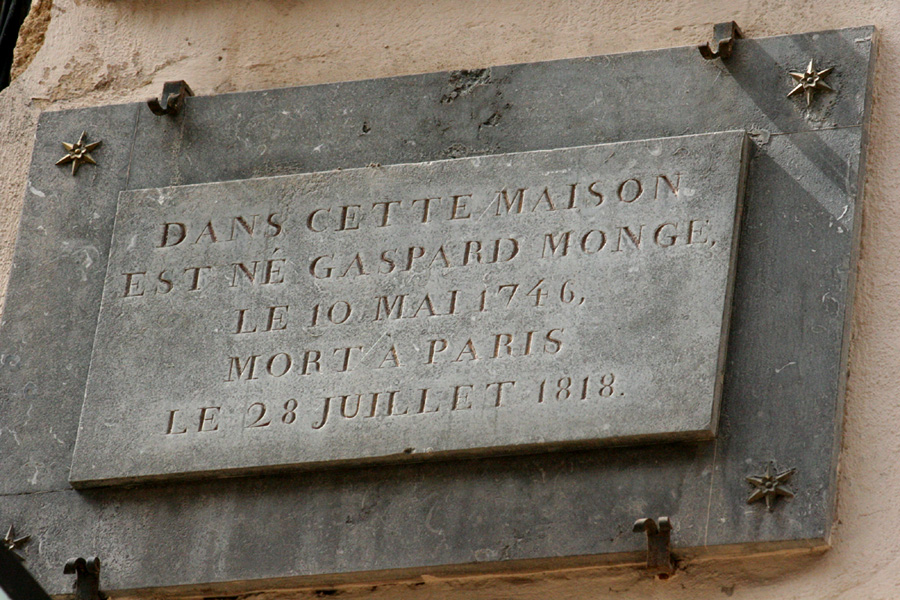 DANS CETTE MAISON
EST NÉ GASPARD MONGE,
LE 10 MAI 1746,
MORT À PARIS
LE 28 JUILLET 1818.